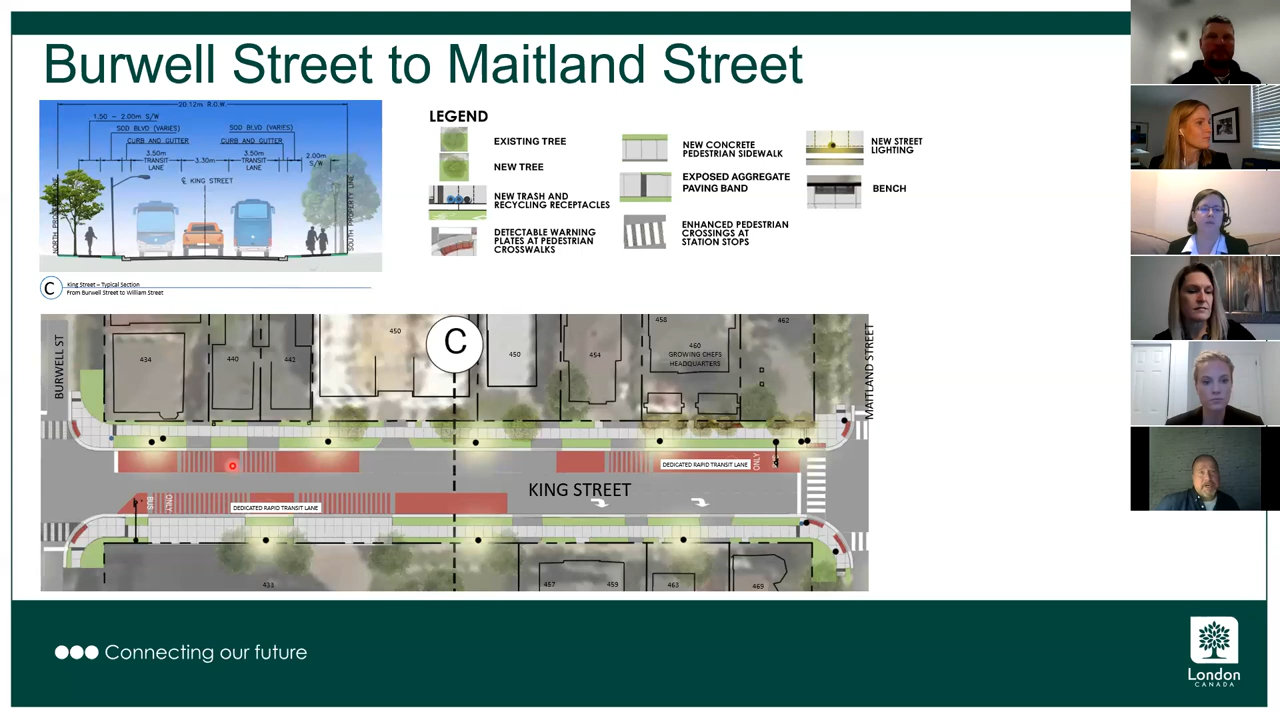 Burwell Street to Maitland Street
20.12m R.O.W.
1.50 - 2.00m S/W
SOD BLVD (VARIES)
SOD BLVD (VARIES)
CURB AND GUTTER
CURB AND GUTTER
3.50m
TRANSIT
LANE
3.30m
3.50m
TRANSIT
LANE
2.00m
S/W
KING STREET
SOUTH PROPERTY LINE
C
King Street – Typical Section
From Burwell Street to William Street
LEGEND
EXISTING TREE
NEW TREE
NEW TRASH AND
RECYCLING RECEPTACLES
DETECTABLE WARNING
PLATES AT PEDESTRIAN
CROSSWALKS
NEW CONCRETE
PEDESTRIAN SIDEWALK
EXPOSED AGGREGATE
PAVING BAND
ENHANCED PEDESTRIAN
CROSSINGS AT
STATION STOPS
NEW STREET
LIGHTING
BENCH
BURWELL ST
434
440
442
450
C
450
454
458
460
GROWING CHEFS
HEADQUARTERS
462
MAITLAND STREET
DEDICATED RAPID TRANSIT LANE
ONLY
KING STREET
BUS
ONLY
DEDICATED RAPID TRANSIT LANE
433
457
459
463
469
Connecting our future
London
CANADA